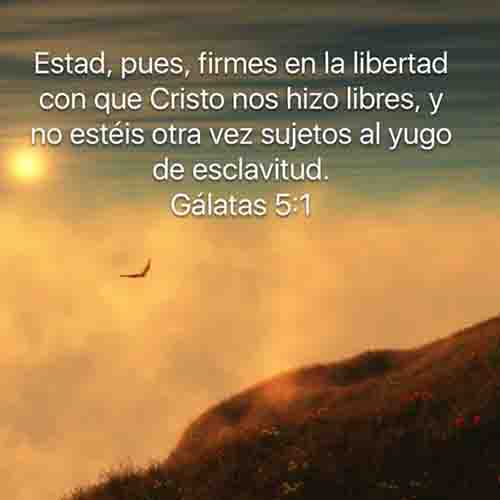 Estad, pues, firmes en la libertad
con que Cristo nos hizo libres, y
no estéis otra vez sujetos al yugo
de esclavitud.
Gálatas 5:1